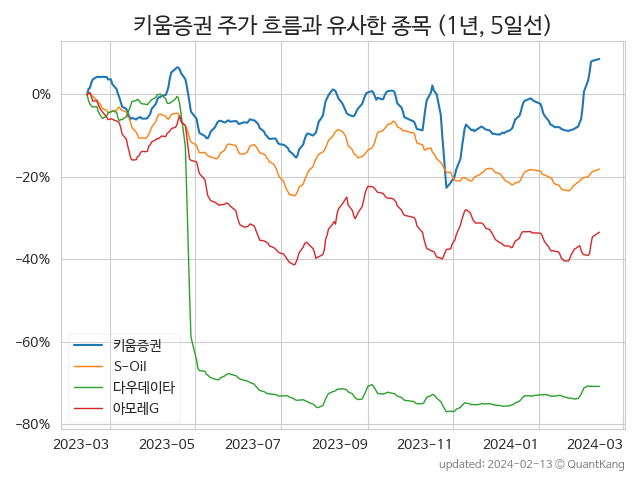 키움증권 주가 흐름과 유사한 종목 (1년, 5일선)
0%
−20%
−40%
−60%
−80%
키움증권
S-Oil
다우데이타
아모레G
2023-03 2023-05 2023-07 2023-09 2023-11 2024-01 2024-03
updated: 2024-02-13 © QuantKang